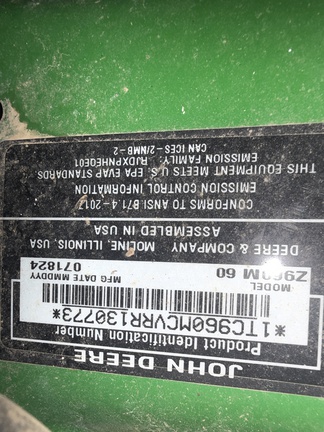 JOHN DEERE
Product Identification Number
*1TC960MCVRR130773*
MODEL MFG DATE MMDDYY
Z960M 60 071824
DEERE & COMPANY MOLINE, ILLINOIS, USA
ASSEMBLED IN USA
CONFORMS TO ANSI B71.4 - 201
EMISSION CONTROL INFORMATION
THIS EQUIPMENT MEETS U.S. EPA EVAP STANDARDS
EMISSION FAMILY:
CAN ICES-2/NMB-2